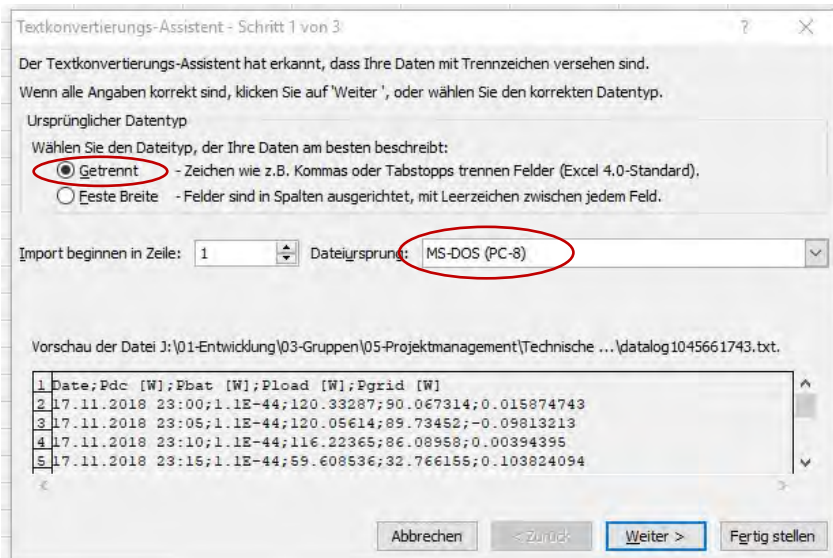 Textkonvertierungs-Assistent - Schritt 1 von 3 ?
Der Textkonvertierungs-Assistent hat erkannt, dass Ihre Daten mit Trennzeichen versehen sind.
Wenn alle Angaben korrekt sind, klicken Sie auf 'Weiter ', oder wählen Sie den korrekten Datentyp.
Ursprünglicher Datentyp
Wählen Sie den Dateityp, der Ihre Daten am besten beschreibt:
Getrennt - Zeichen wie z.B. Kommas oder Tabstopps trennen Felder (Excel 4.0-Standard).
Feste Breite - Felder sind in Spalten ausgerichtet, mit Leerzeichen zwischen jedem Feld.
Import beginnen in Zeile: 1 Dateiursprung: MS-DOS (PC-8)
Vorschau der Datei J:\01-Entwicklung\03-Gruppen\05-Projektmanagement\Technische ...\datalog1045661743.txt.
1 Date;Pdc [W];Pbat [W];Pload [W];Pgrid [W]
2 17.11.2018 23:00;1.1E-44;120.33287;90.067314;0.015874743
3 17.11.2018 23:05;1.1E-44;120.05614;89.73452;-0.09813213
4 17.11.2018 23:10;1.1E-44;116.22365;86.08958;0.00394395
5 17.11.2018 23:15;1.1E-44;59.608536;32.766155;0.103824094
Abbrechen < Zurück Weiter > Fertig stellen